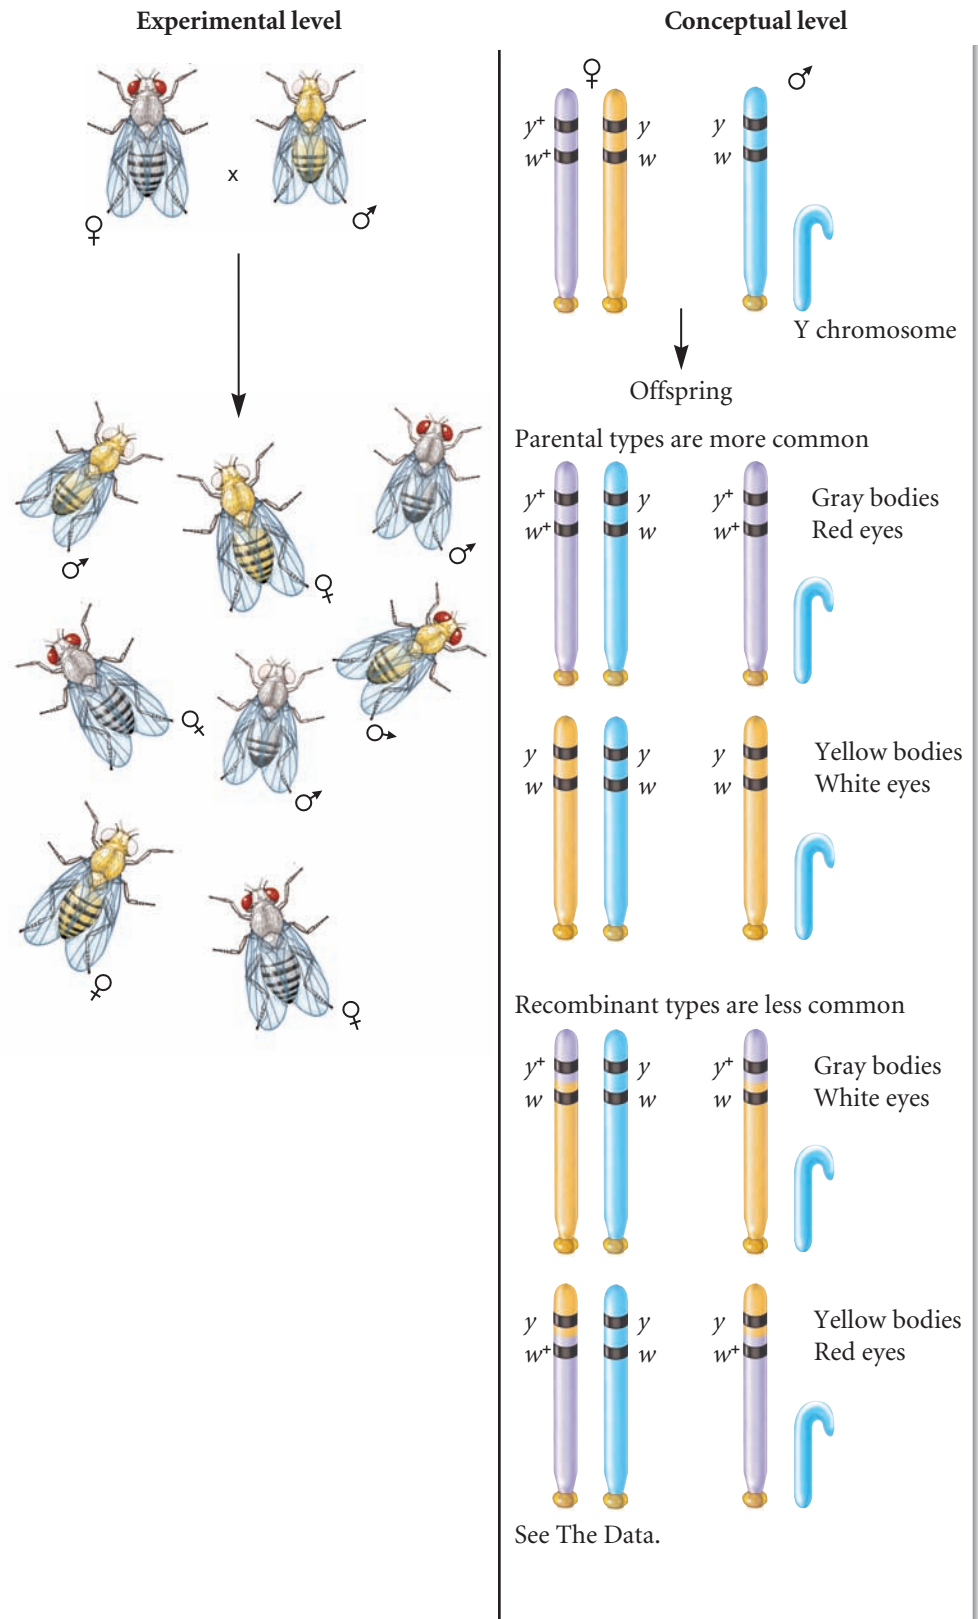 Experimental level
x
♀
♂
♂
♀
♂
♀
♂
♂
♀
♀
Conceptual level
♀
♂
y+ y y
w+ w w
Y chromosome
Offspring
Parental types are more common
y+ y y+ Gray bodies
w+ w w+ Red eyes
y y y Yellow bodies
w w w White eyes
Recombinant types are less common
y+ y y+ Gray bodies
w w w White eyes
y y y Yellow bodies
w+ w w+ Red eyes
See The Data.